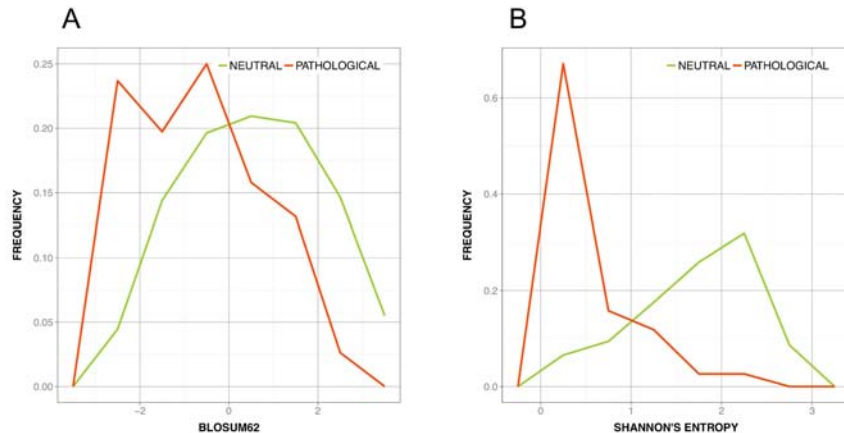 A
B
NEUTRAL PATHOLOGICAL
NEUTRAL PATHOLOGICAL
FREQUENCY
0.25
0.20
0.15
0.10
0.05
0.00
-2
0
2
BLOSUM62
FREQUENCY
0.6
0.4
0.2
0.0
0
1
2
3
SHANNON'S ENTROPY